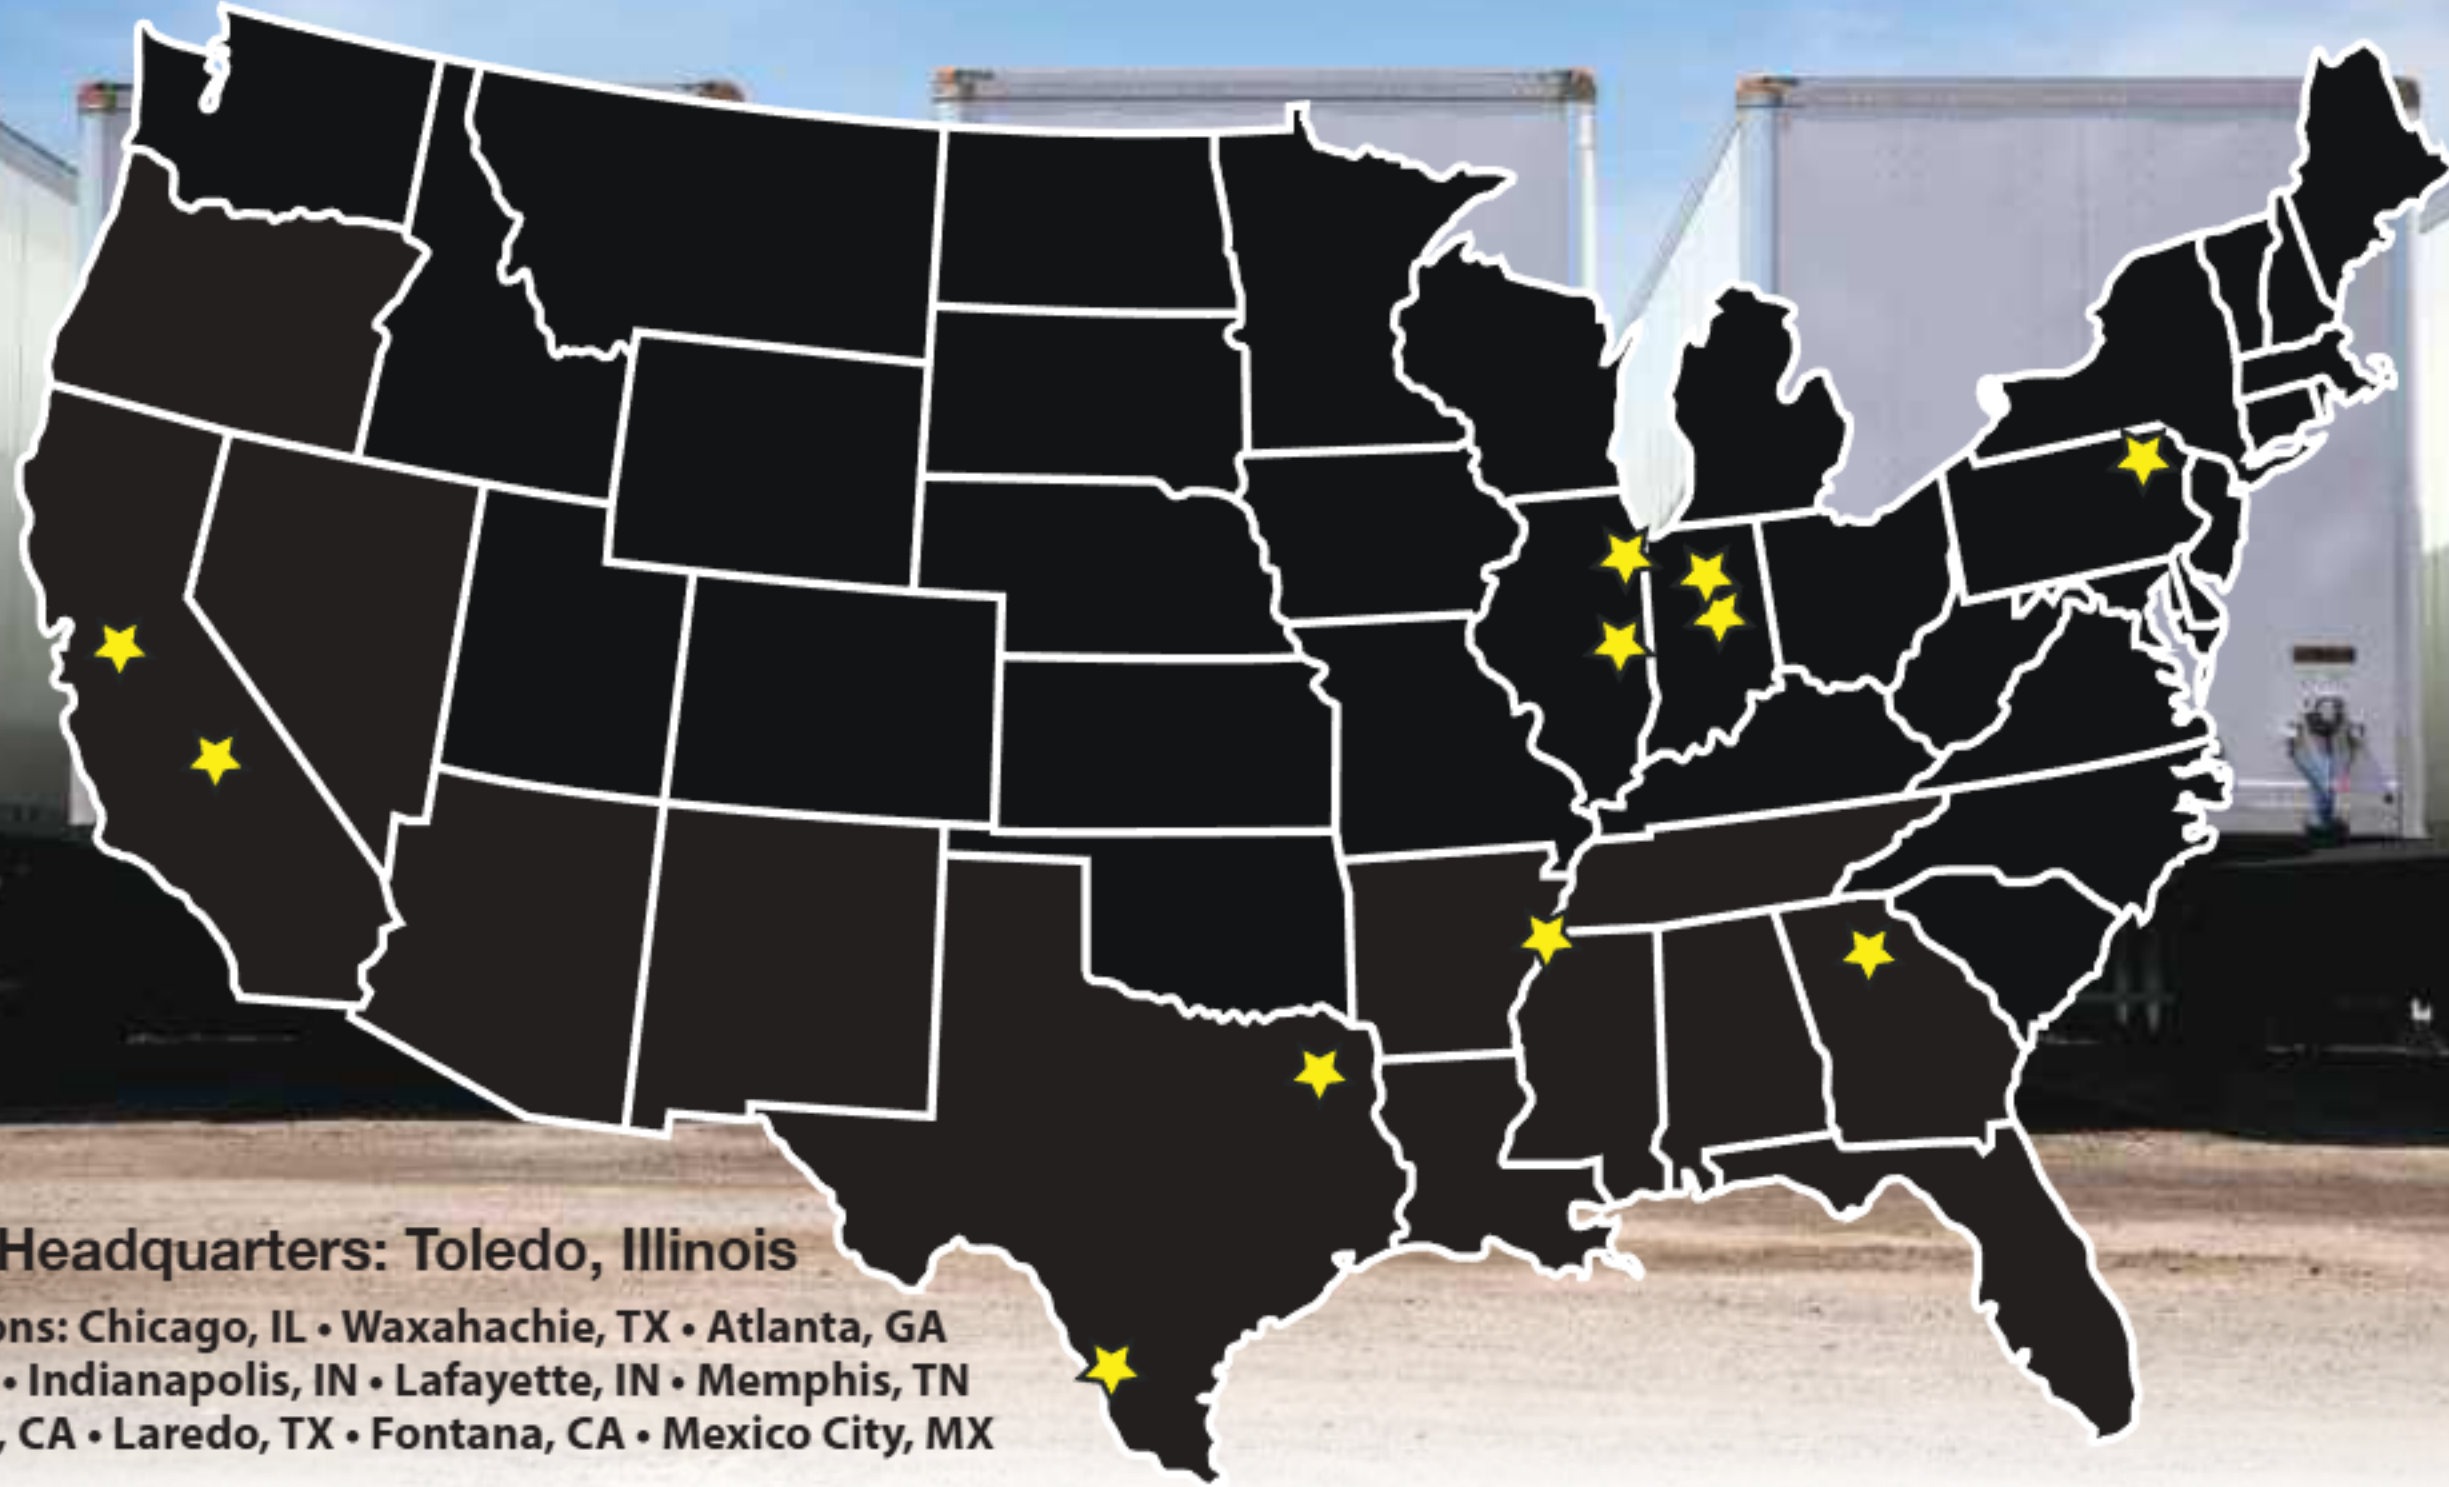 Headquarters: Toledo, Illinois
ons: Chicago, IL • Waxahachie, TX • Atlanta, GA
• Indianapolis, IN • Lafayette, IN • Memphis, TN
, CA • Laredo, TX • Fontana, CA • Mexico City, MX